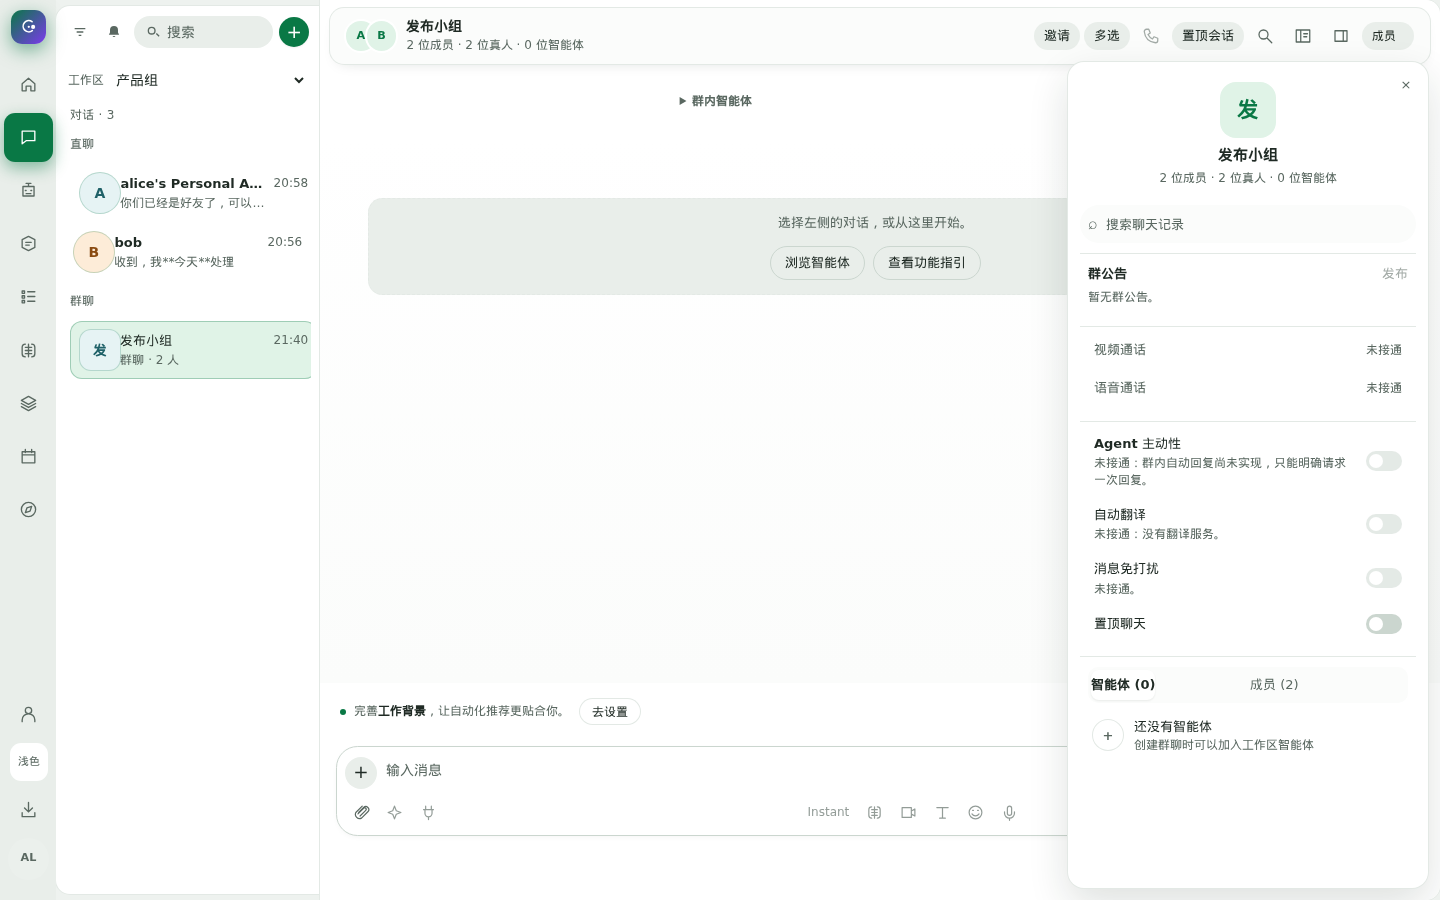 搜索
工作区 产品组
对话 · 3
直聊
A alice's Personal A… 20:58
你们已经是好友了，可以…
B bob 20:56
收到，我**今天**处理
群聊
发 发布小组 21:40
群聊 · 2 人
浅色
AL
A B 发布小组
2 位成员 · 2 位真人 · 0 位智能体
邀请 多选 置顶会话 成员
▶ 群内智能体
选择左侧的对话，或从这里开始。
浏览智能体 查看功能指引
完善工作背景，让自动化推荐更贴合你。 去设置
输入消息
Instant
×
发
发布小组
2 位成员 · 2 位真人 · 0 位智能体
搜索聊天记录
群公告 发布
暂无群公告。
视频通话 未接通
语音通话 未接通
Agent 主动性
未接通：群内自动回复尚未实现，只能明确请求
一次回复。
自动翻译
未接通：没有翻译服务。
消息免打扰
未接通。
置顶聊天
智能体 (0) 成员 (2)
+ 还没有智能体
创建群聊时可以加入工作区智能体